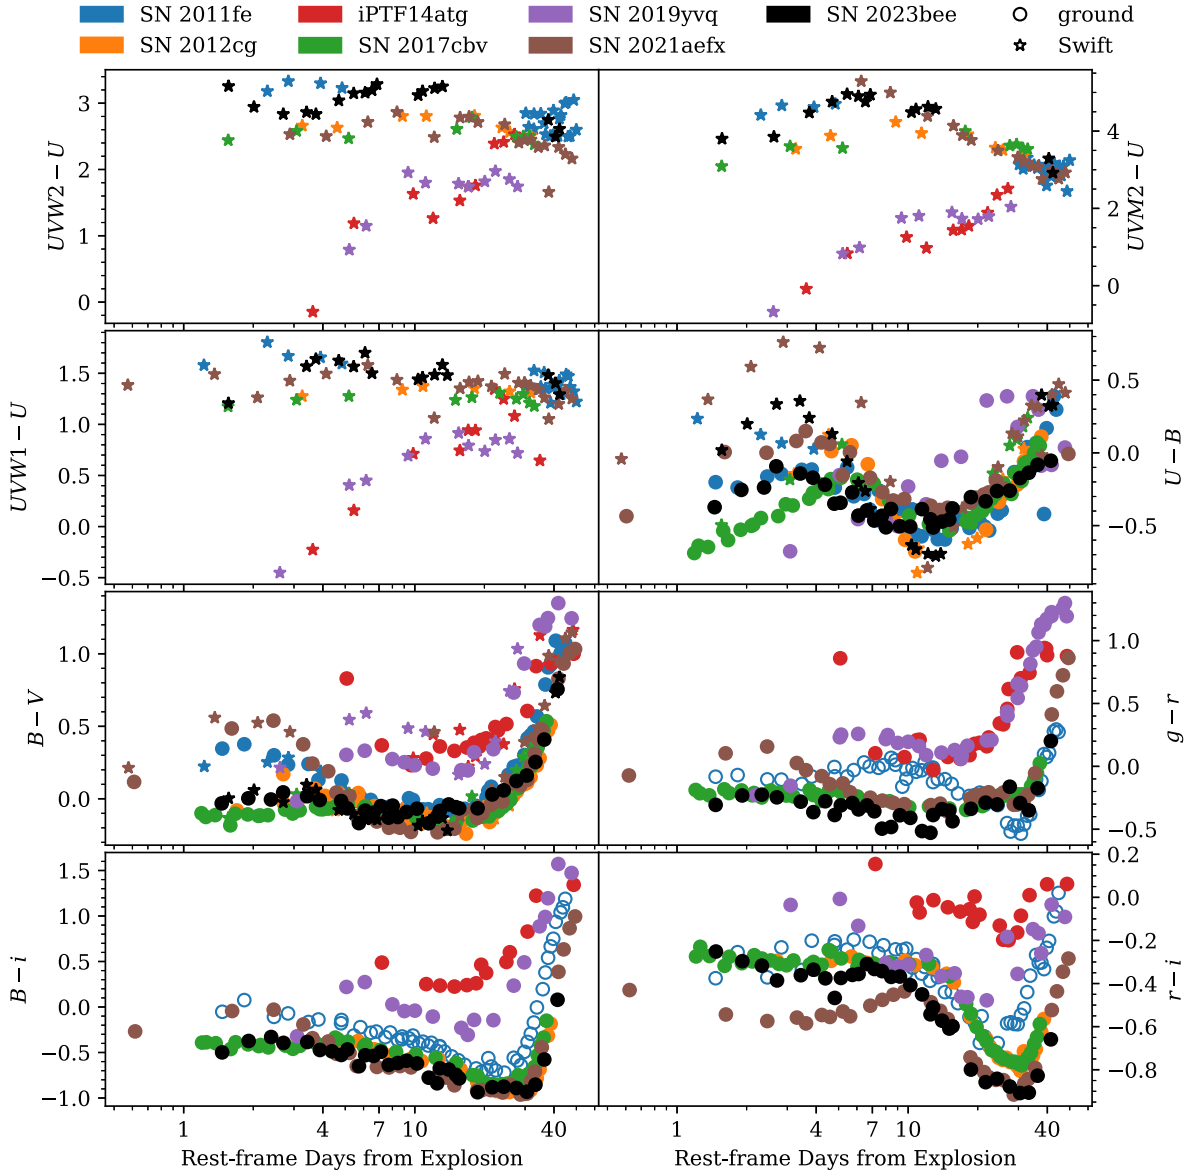 SN 2011fe iPTF14atg SN 2019yvq SN 2023bee ground
SN 2012cg SN 2017cbv SN 2021aefx Swift
UVW2 − U
3
2
1
0
UVM2 − U
4
2
0
UVW1 − U
1.5
1.0
0.5
0.0
−0.5
U − B
0.5
0.0
−0.5
B − V
1.0
0.5
0.0
g − r
1.0
0.5
0.0
−0.5
B − i
1.5
1.0
0.5
0.0
−0.5
−1.0
r − i
0.2
0.0
−0.2
−0.4
−0.6
−0.8
1 4 7 10 40
1 4 7 10 40
Rest-frame Days from Explosion
Rest-frame Days from Explosion